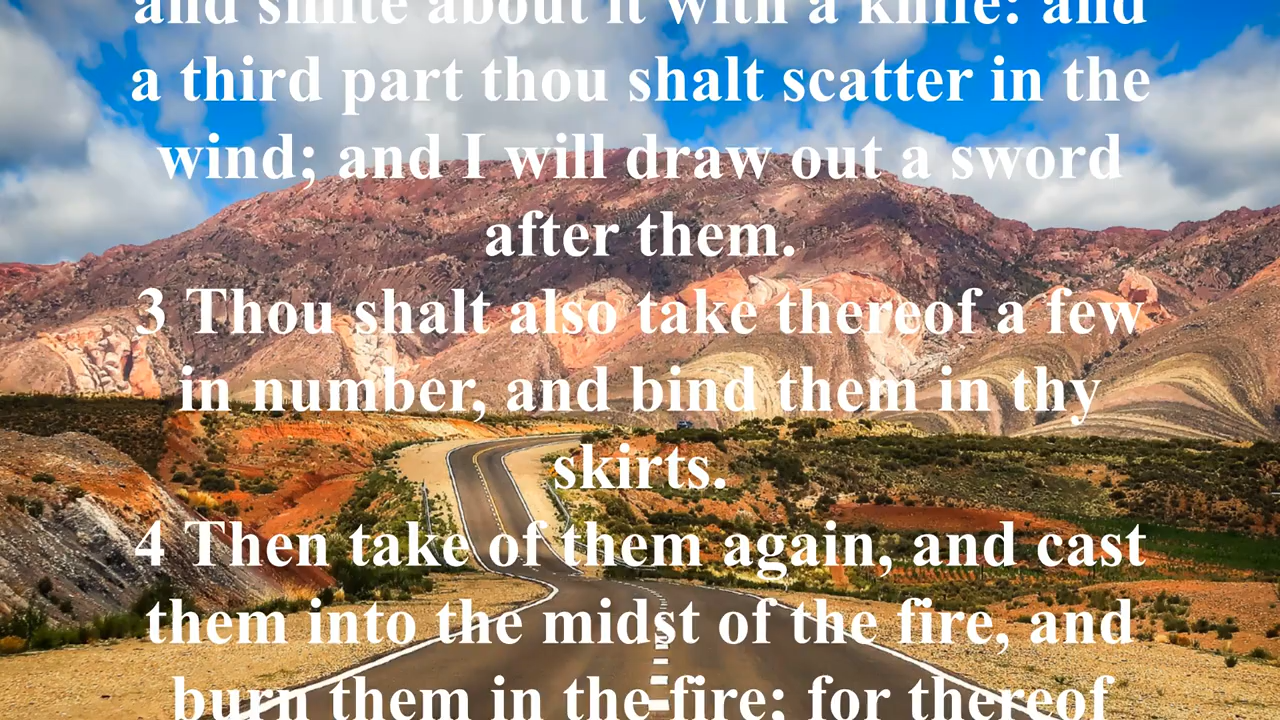 and smite about it with a knife: and
a third part thou shalt scatter in the
wind; and I will draw out a sword
after them.
3 Thou shalt also take thereof a few
in number, and bind them in thy
skirts.
4 Then take of them again, and cast
them into the midst of the fire, and
burn them in the fire; for thereof